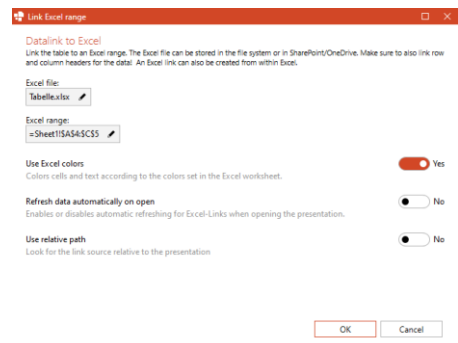 Link Excel range
Datalink to Excel
Link the table to an Excel range. The Excel file can be stored in the file system or in SharePoint/OneDrive. Make sure to also link row
and column headers for the data! An Excel link can also be created from within Excel.
Excel file:
Tabelle.xlsx
Excel range:
=Sheet1!$A$4:$C$5
Use Excel colors
Yes
Colors cells and text according to the colors set in the Excel worksheet.
Refresh data automatically on open
No
Enables or disables automatic refreshing for Excel-Links when opening the presentation.
Use relative path
No
Look for the link source relative to the presentation
OK
Cancel